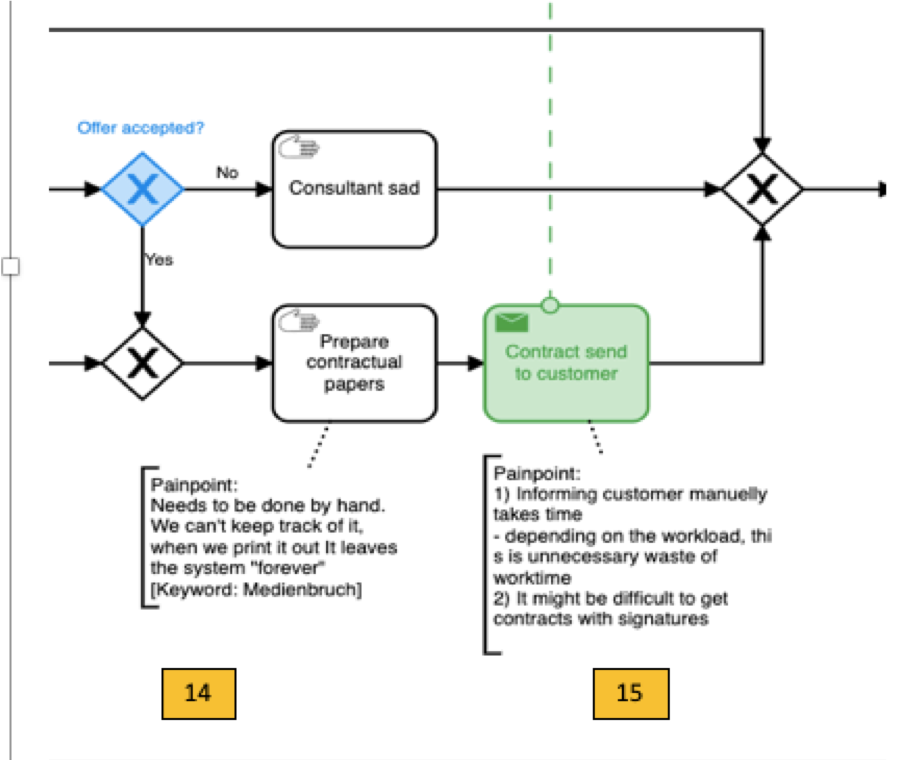 Offer accepted?
No
Consultant sad
Yes
Prepare
contractual
papers
Contract send
to customer
Painpoint:
Needs to be done by hand.
We can't keep track of it,
when we print it out It leaves
the system "forever"
[Keyword: Medienbruch]
Painpoint:
1) Informing customer manuelly
takes time
- depending on the workload, thi
s is unnecessary waste of
worktime
2) It might be difficult to get
contracts with signatures
14
15